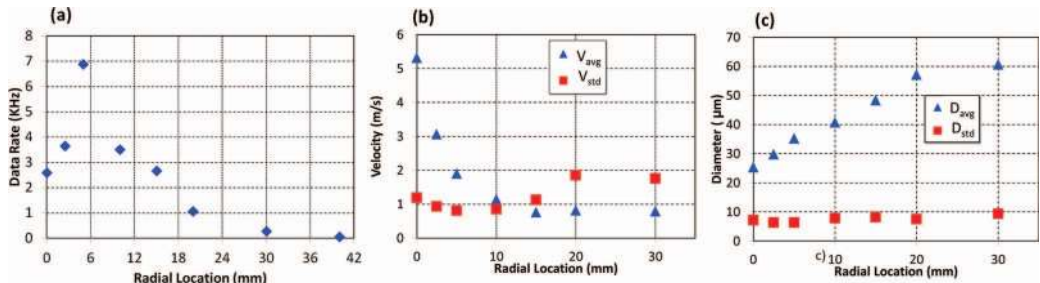 (a)
Data Rate (KHz)
8
7
6
5
4
3
2
1
0
0 6 12 18 24 30 36 42
Radial Location (mm)
(b)
Velocity (m/s)
6
5
4
3
2
1
0
0 10 20 30
Radial Location (mm)
Vavg
Vstd
(c)
Diameter (µm)
70
60
50
40
30
20
10
0
0 10 20 30
c)
Radial Location (mm)
Davg
Dstd